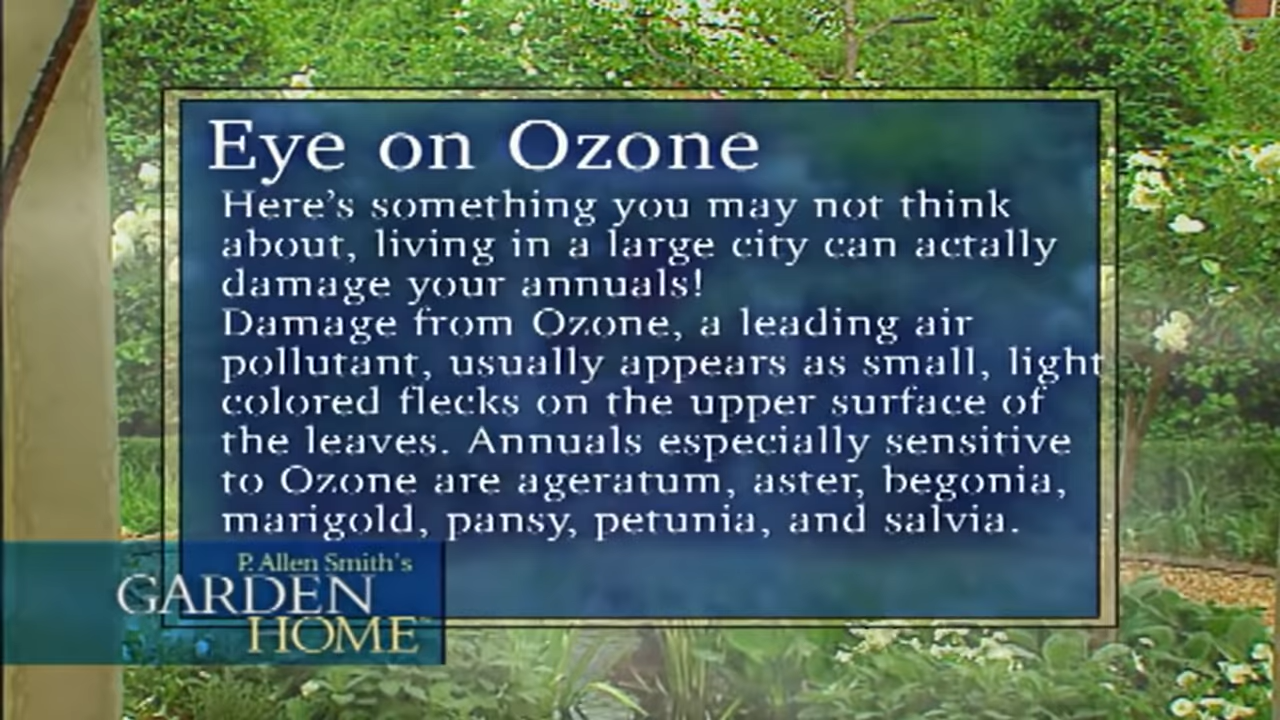 Eye on Ozone
Here's something you may not think
about, living in a large city can actally
damage your annuals!
Damage from Ozone, a leading air
pollutant, usually appears as small, light
colored flecks on the upper surface of
the leaves. Annuals especially sensitive
to Ozone are ageratum, aster, begonia,
marigold, pansy, petunia, and salvia.
P. Allen Smith's
GARDEN
HOME™